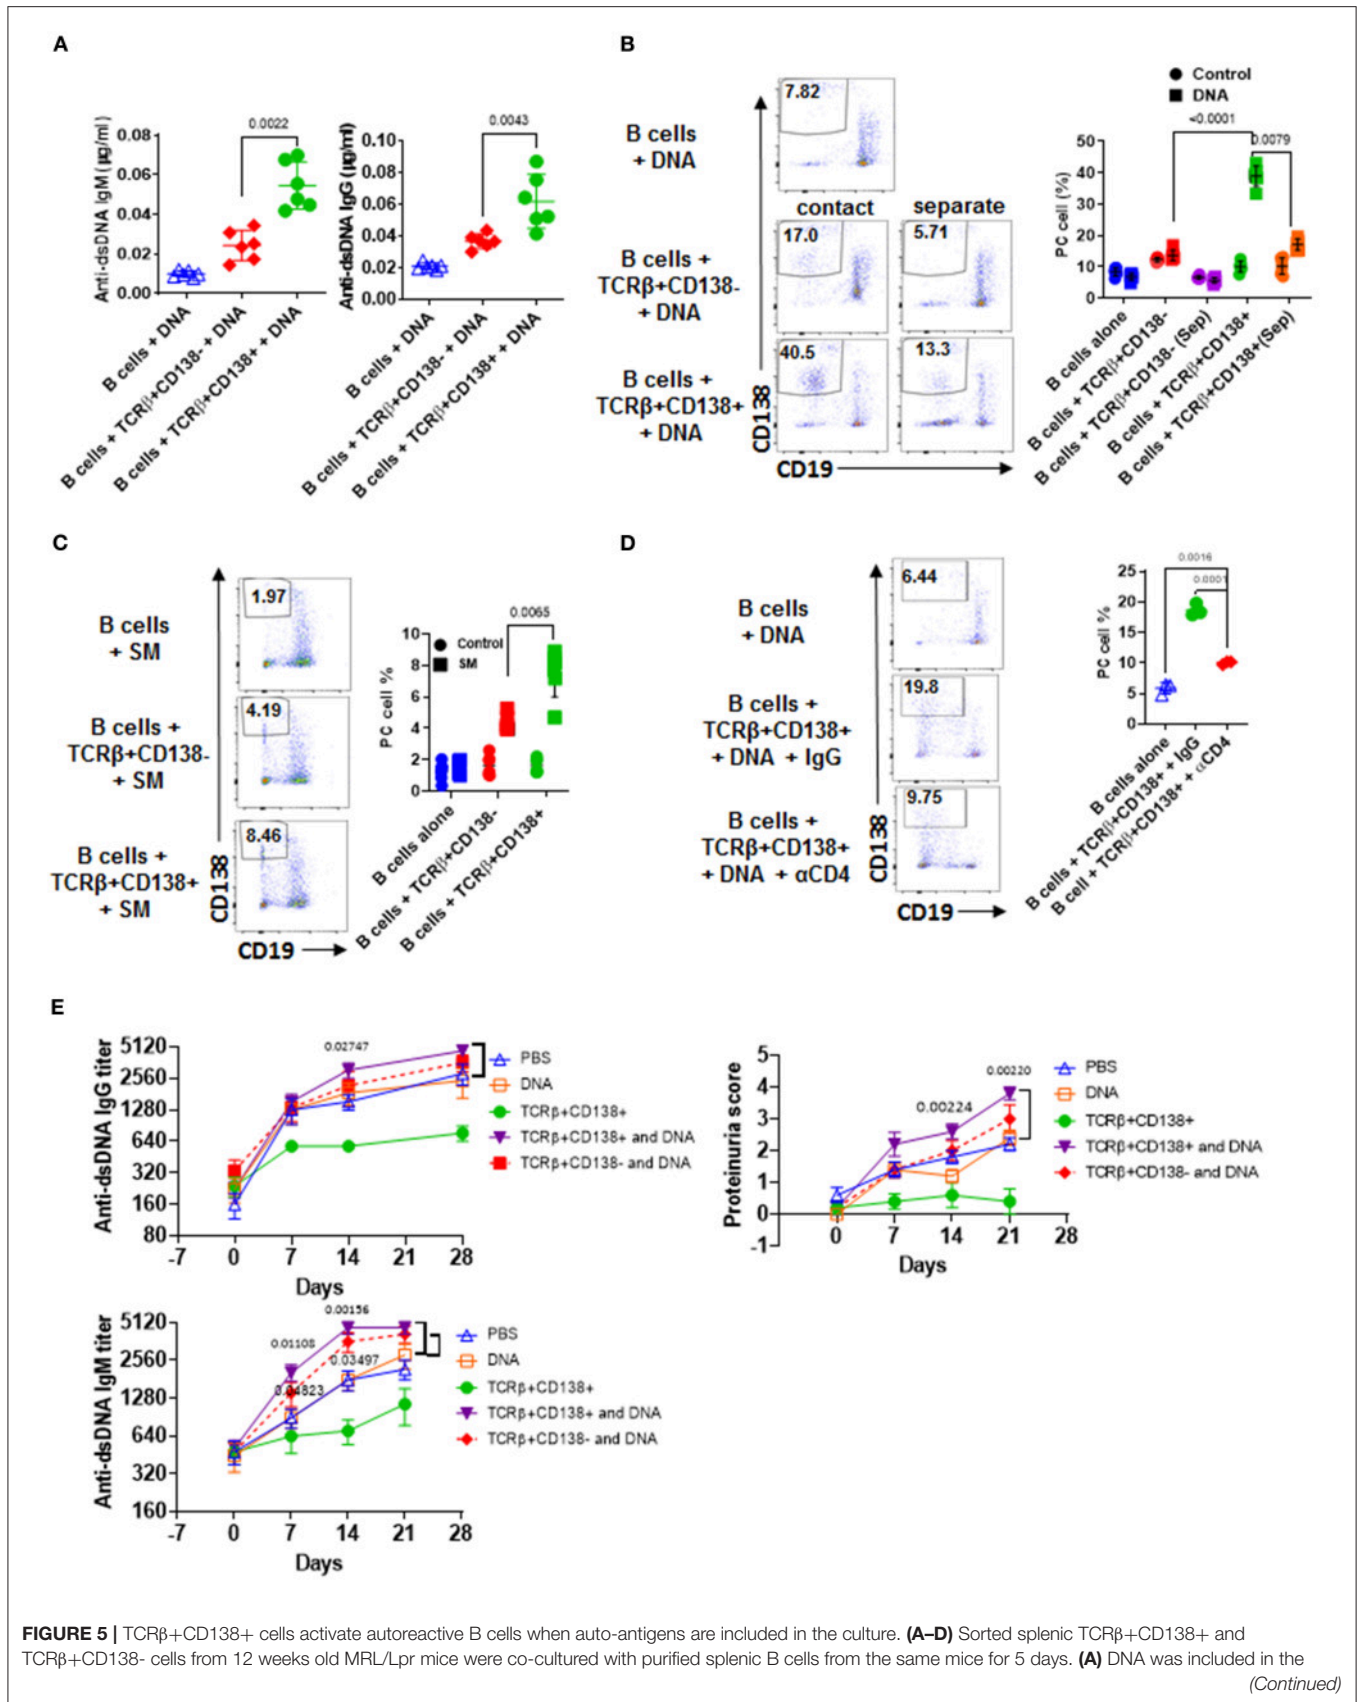 A
Anti-dsDNA IgM (µg/ml)
0.08
0.06
0.04
0.02
0.00
0.0022
B cells + DNA
B cells + TCRβ+CD138- + DNA
B cells + TCRβ+CD138+ + DNA
Anti-dsDNA IgG (µg/ml)
0.10
0.08
0.06
0.04
0.02
0.00
0.0043
B cells + DNA
B cells + TCRβ+CD138- + DNA
B cells + TCRβ+CD138+ + DNA
B
B cells
+ DNA
7.82
contact
separate
B cells +
TCRβ+CD138-
+ DNA
17.0
5.71
B cells +
TCRβ+CD138+
+ DNA
40.5
13.3
CD138
CD19
Control
DNA
<0.0001
0.0079
PC cell (%)
50
40
30
20
10
0
B cells alone
B cells + TCRβ+CD138-
B cells + TCRβ+CD138- (Sep)
B cells + TCRβ+CD138+
B cells + TCRβ+CD138+(Sep)
C
B cells
+ SM
1.97
B cells +
TCRβ+CD138-
+ SM
4.19
B cells +
TCRβ+CD138+
+ SM
8.46
CD138
CD19
0.0065
Control
SM
PC cell %
10
8
6
4
2
0
B cells alone
B cells + TCRβ+CD138-
B cells + TCRβ+CD138+
D
B cells
+ DNA
6.44
B cells +
TCRβ+CD138+
+ DNA + IgG
19.8
B cells +
TCRβ+CD138+
+ DNA + αCD4
9.75
CD138
CD19
0.0016
0.0001
PC cell %
25
20
15
10
5
0
B cells alone
B cells + TCRβ+CD138+ + IgG
B cell + TCRβ+CD138+ + αCD4
E
Anti-dsDNA IgG titer
5120
2560
1280
640
320
160
80
0.02747
-7 0 7 14 21 28
Days
PBS
DNA
TCRβ+CD138+
TCRβ+CD138+ and DNA
TCRβ+CD138- and DNA
Proteinuria score
5
4
3
2
1
0
-1
0.00224
0.00220
0 7 14 21 28
Days
PBS
DNA
TCRβ+CD138+
TCRβ+CD138+ and DNA
TCRβ+CD138- and DNA
Anti-dsDNA IgM titer
5120
2560
1280
640
320
160
0.00156
0.01108
0.03497
0.04823
-7 0 7 14 21 28
Days
PBS
DNA
TCRβ+CD138+
TCRβ+CD138+ and DNA
TCRβ+CD138- and DNA
FIGURE 5 | TCRβ+CD138+ cells activate autoreactive B cells when auto-antigens are included in the culture. (A–D) Sorted splenic TCRβ+CD138+ and
TCRβ+CD138- cells from 12 weeks old MRL/Lpr mice were co-cultured with purified splenic B cells from the same mice for 5 days. (A) DNA was included in the
(Continued)